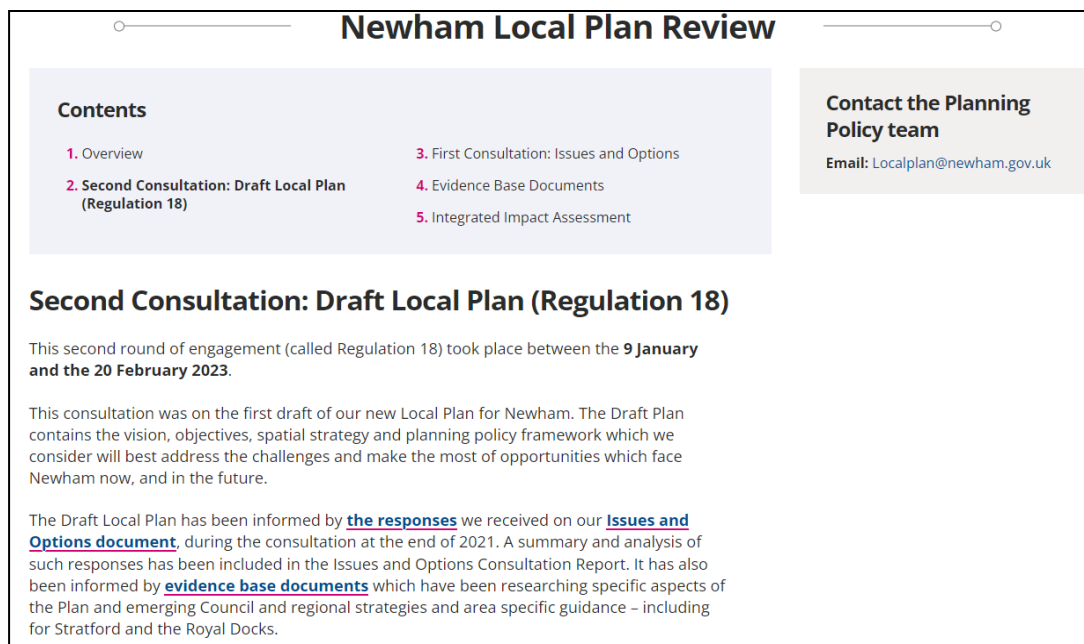 Newham Local Plan Review
Contents
1. Overview
2. Second Consultation: Draft Local Plan
(Regulation 18)
3. First Consultation: Issues and Options
4. Evidence Base Documents
5. Integrated Impact Assessment
Contact the Planning
Policy team
Email: Localplan@newham.gov.uk
Second Consultation: Draft Local Plan (Regulation 18)
This second round of engagement (called Regulation 18) took place between the 9 January
and the 20 February 2023.
This consultation was on the first draft of our new Local Plan for Newham. The Draft Plan
contains the vision, objectives, spatial strategy and planning policy framework which we
consider will best address the challenges and make the most of opportunities which face
Newham now, and in the future.
The Draft Local Plan has been informed by the responses we received on our Issues and
Options document, during the consultation at the end of 2021. A summary and analysis of
such responses has been included in the Issues and Options Consultation Report. It has also
been informed by evidence base documents which have been researching specific aspects of
the Plan and emerging Council and regional strategies and area specific guidance – including
for Stratford and the Royal Docks.